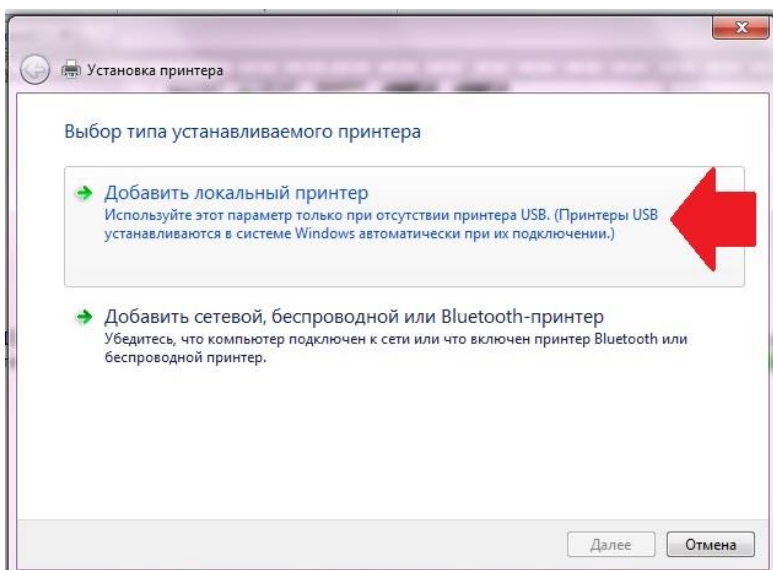 Установка принтера
Выбор типа устанавливаемого принтера
Добавить локальный принтер
Используйте этот параметр только при отсутствии принтера USB. (Принтеры USB
устанавливаются в системе Windows автоматически при их подключении.)
Добавить сетевой, беспроводной или Bluetooth-принтер
Убедитесь, что компьютер подключен к сети или что включен принтер Bluetooth или
беспроводной принтер.
Далее
Отмена